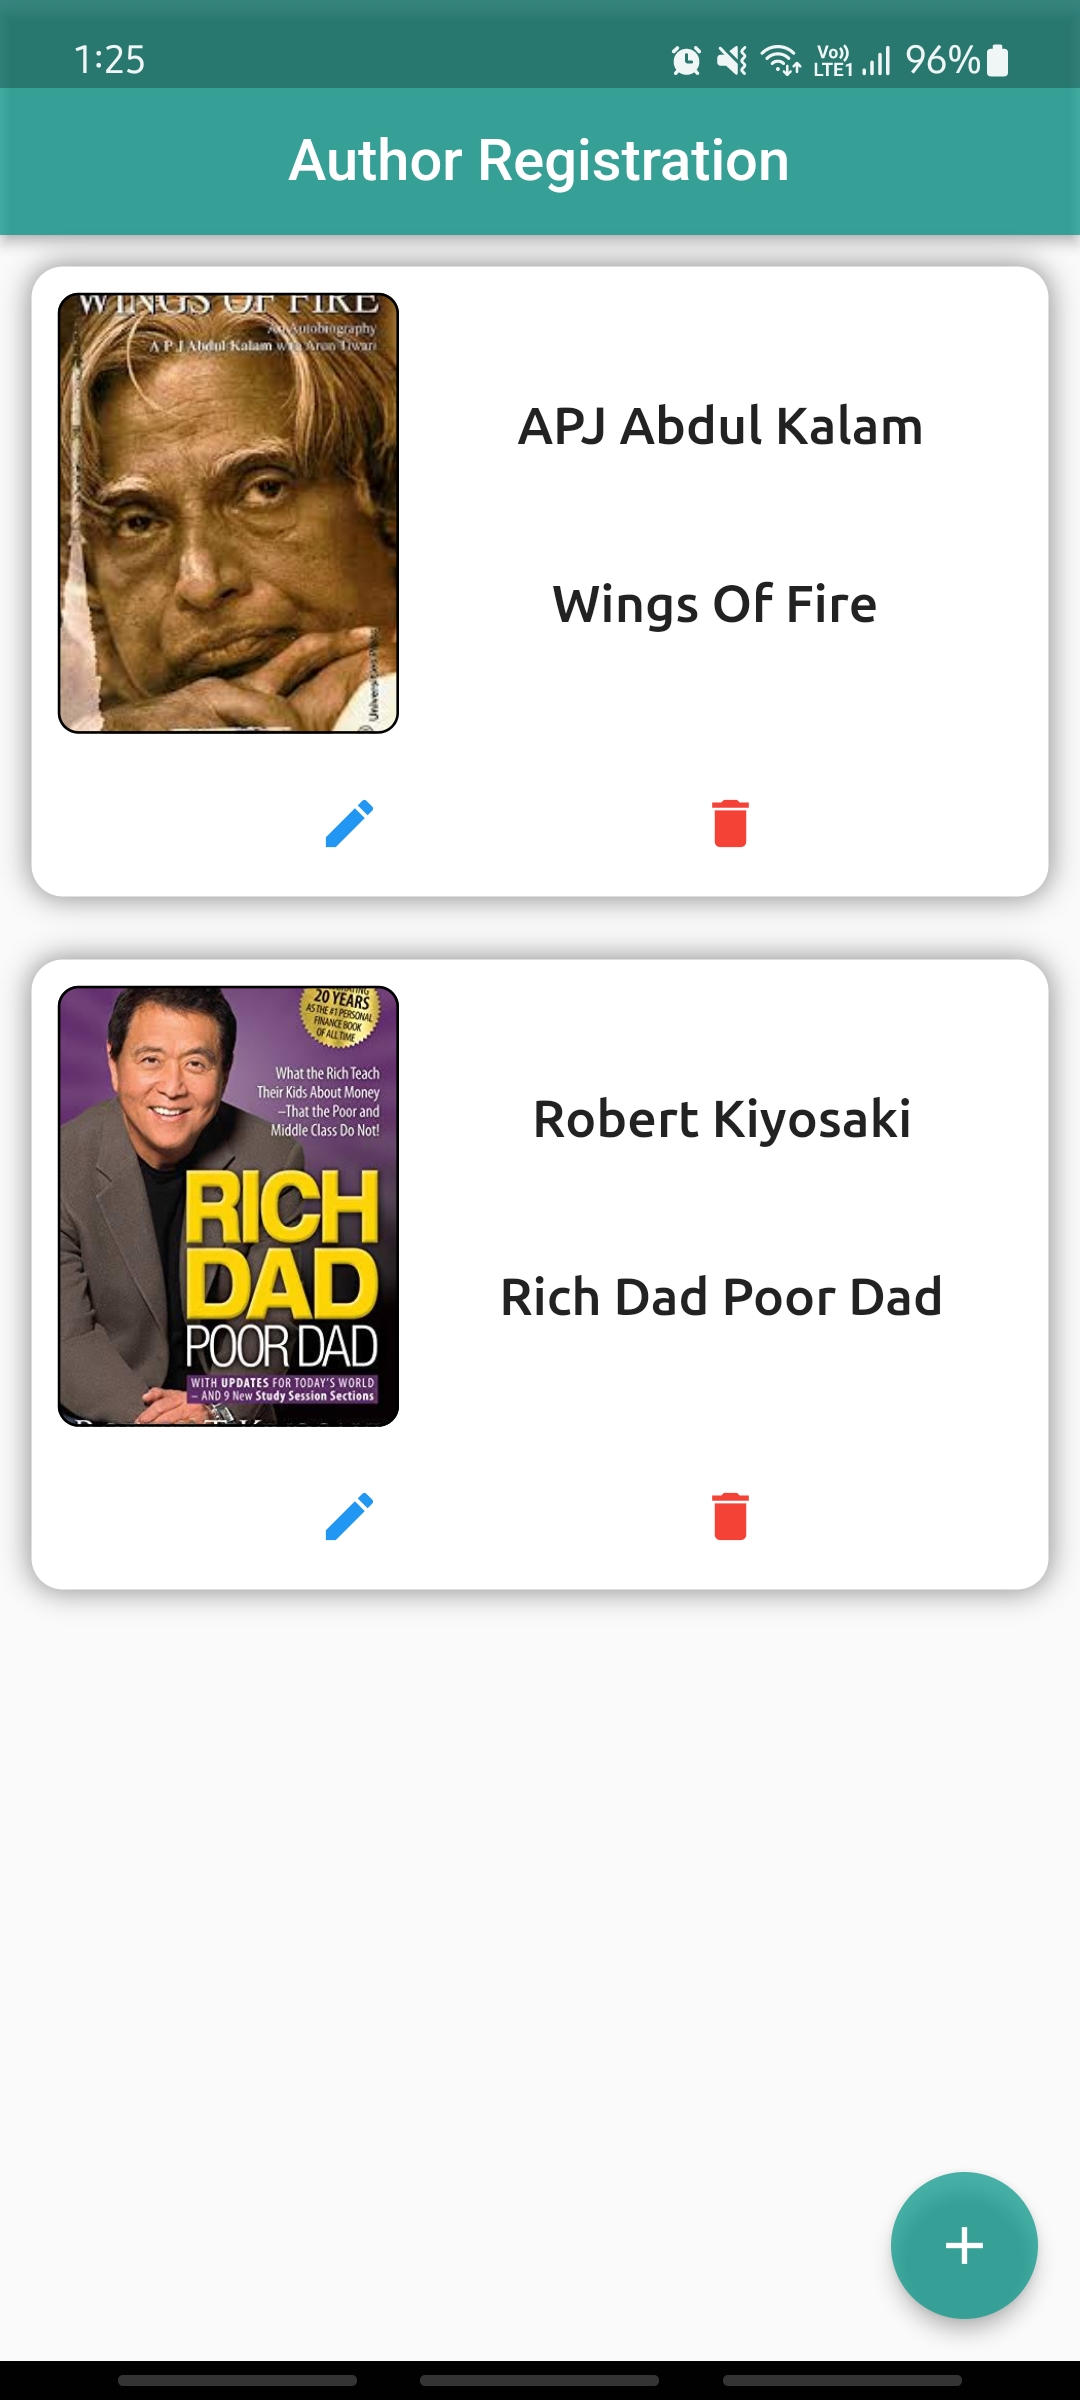 1:25
Vo))
LTE1
96%
Author Registration
WINGS OF FIRE
An Autobiography
A P J Abdul Kalam with Arun Tiwari
Universities Press
APJ Abdul Kalam
Wings Of Fire
20 YEARS
AS THE #1 PERSONAL
FINANCE BOOK
OF ALL TIME
What the Rich Teach
Their Kids About Money
–That the Poor and
Middle Class Do Not!
RICH
DAD
POOR DAD
WITH UPDATES FOR TODAY'S WORLD
– AND 9 New Study Session Sections
Robert Kiyosaki
Rich Dad Poor Dad